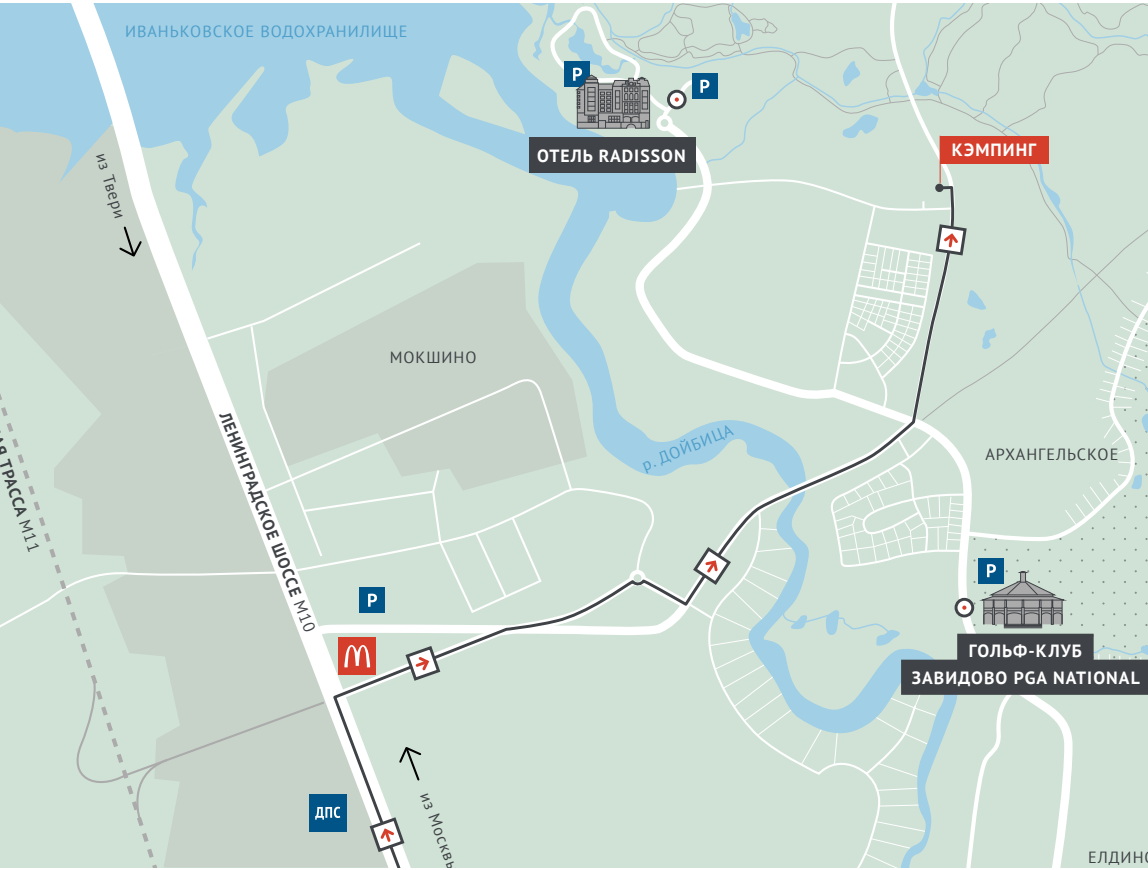 ИВАНЬКОВСКОЕ ВОДОХРАНИЛИЩЕ
P
P
ОТЕЛЬ RADISSON
КЭМПИНГ
из Твери
МОКШИНО
ЛЕНИНГРАДСКОЕ ШОССЕ М10
р. ДОЙБИЦА
АРХАНГЕЛЬСКОЕ
ТРАССА М11
P
P
ГОЛЬФ-КЛУБ
ЗАВИДОВО PGA NATIONAL
ДПС
из Москвы
ЕЛДИНО